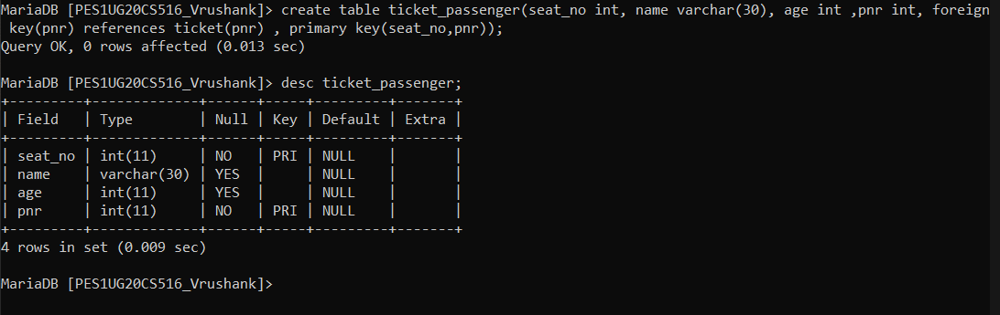 MariaDB [PES1UG20CS516_Vrushank]> create table ticket_passenger(seat_no int, name varchar(30), age int ,pnr int, foreign
 key(pnr) references ticket(pnr) , primary key(seat_no,pnr));
Query OK, 0 rows affected (0.013 sec)

MariaDB [PES1UG20CS516_Vrushank]> desc ticket_passenger;
+---------+-------------+------+-----+---------+-------+
| Field   | Type        | Null | Key | Default | Extra |
+---------+-------------+------+-----+---------+-------+
| seat_no | int(11)     | NO   | PRI | NULL    |       |
| name    | varchar(30) | YES  |     | NULL    |       |
| age     | int(11)     | YES  |     | NULL    |       |
| pnr     | int(11)     | NO   | PRI | NULL    |       |
+---------+-------------+------+-----+---------+-------+
4 rows in set (0.009 sec)

MariaDB [PES1UG20CS516_Vrushank]>